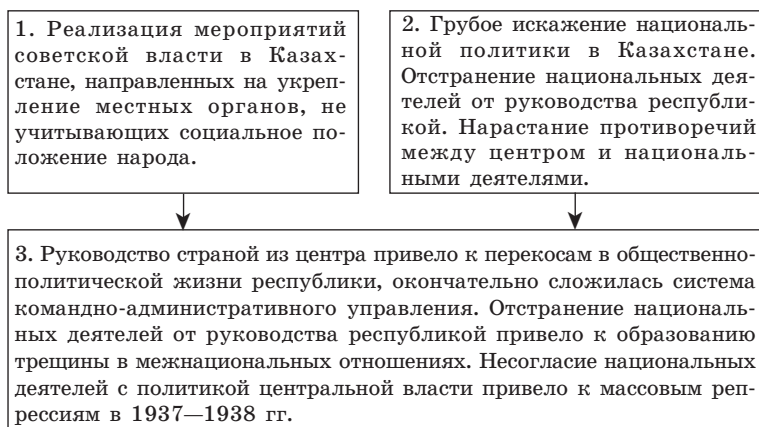 1. Реализация мероприятий
советской власти в Казах-
стане, направленных на укреп-
ление местных органов, не
учитывающих социальное по-
ложение народа.
2. Грубое искажение националь-
ной политики в Казахстане.
Отстранение национальных дея-
телей от руководства республи-
кой. Нарастание противоречий
между центром и националь-
ными деятелями.
3. Руководство страной из центра привело к перекосам в общественно-
политической жизни республики, окончательно сложилась система
командно-административного управления. Отстранение националь-
ных деятелей от руководства республикой привело к образованию
трещины в межнациональных отношениях. Несогласие национальных
деятелей с политикой центральной власти привело к массовым реп-
рессиям в 1937—1938 гг.